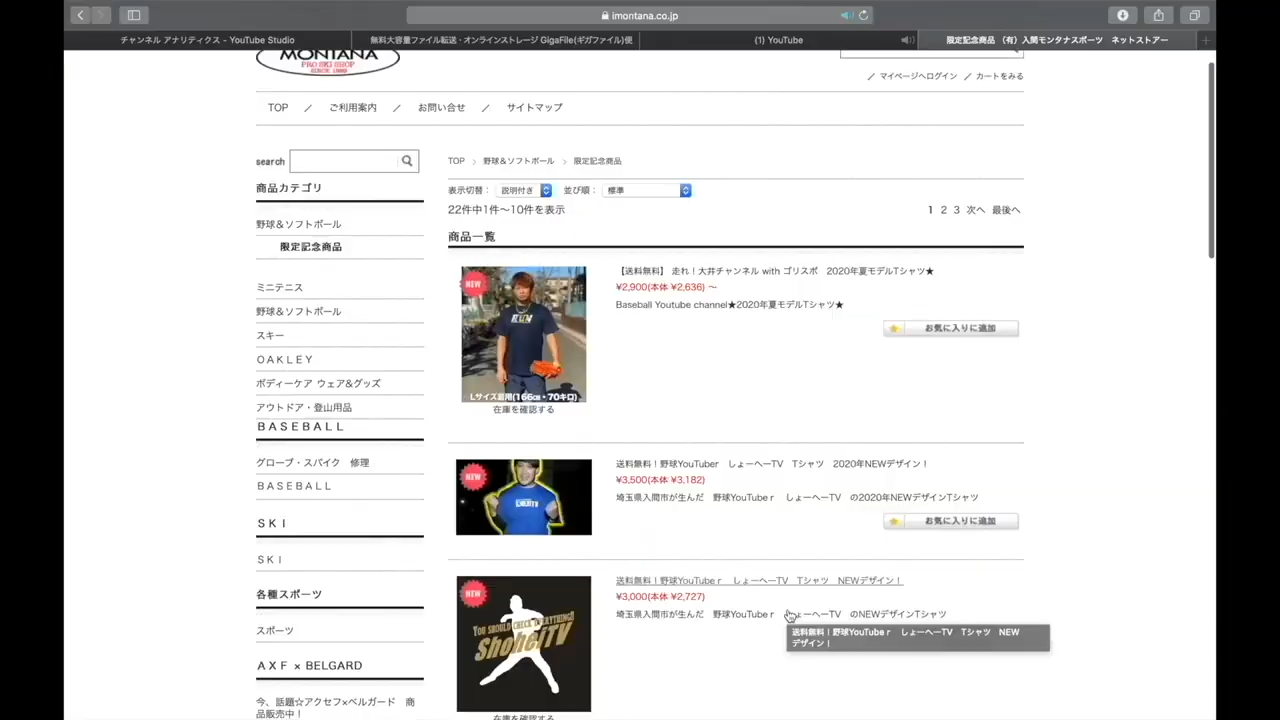 imontana.co.jp
チャンネル アナリティクス - YouTube Studio
無料大容量ファイル転送・オンラインストレージ GigaFile(ギガファイル)便
(1) YouTube
限定記念商品 (有)入間モンタナスポーツ ネットストアー
MONTANA
PRO SKI SHOP
／ マイページへログイン ／ カートをみる
TOP ／ ご利用案内 ／ お問い合せ ／ サイトマップ
search
商品カテゴリ
野球＆ソフトボール
限定記念商品
ミニテニス
野球＆ソフトボール
スキー
ＯＡＫＬＥＹ
ボディーケア ウェア&グッズ
アウトドア・登山用品
ＢＡＳＥＢＡＬＬ
グローブ・スパイク 修理
ＢＡＳＥＢＡＬＬ
ＳＫＩ
ＳＫＩ
各種スポーツ
スポーツ
ＡＸＦ × BELGARD
今、話題☆アクセフ×ベルガード 商
品販売中！
TOP > 野球＆ソフトボール > 限定記念商品
表示切替： 説明付き 並び順： 標準
22件中1件〜10件を表示
1 2 3 次へ 最後へ
商品一覧
NEW
Lサイズ着用(166㎝・70キロ)
在庫を確認する
【送料無料】 走れ！大井チャンネル with ゴリスポ 2020年夏モデルTシャツ★
¥2,900(本体 ¥2,636) 〜
Baseball Youtube channel★2020年夏モデルTシャツ★
お気に入りに追加
NEW
送料無料！野球YouTuber しょーへーTV Tシャツ 2020年NEWデザイン！
¥3,500(本体 ¥3,182)
埼玉県入間市が生んだ 野球YouTubeｒ しょーへーTV の2020年NEWデザインTシャツ
お気に入りに追加
NEW
YOU SHOULD CHECK EVERYTHING!!
ShoheiTV
在庫を確認する
送料無料！野球YouTubeｒ しょーへーTV Tシャツ NEWデザイン！
¥3,000(本体 ¥2,727)
埼玉県入間市が生んだ 野球YouTubeｒ しょーへーTV のNEWデザインTシャツ
送料無料！野球YouTubeｒ しょーへーTV Tシャツ NEW
デザイン！